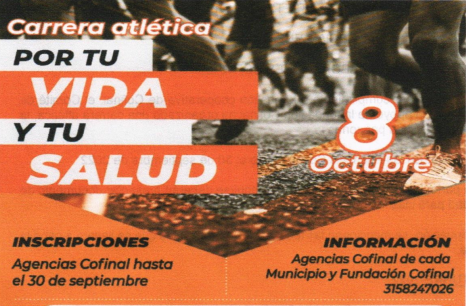 Carrera atlética
POR TU
VIDA
Y TU
SALUD
8
Octubre
INSCRIPCIONES
Agencias Cofinal hasta
el 30 de septiembre
INFORMACIÓN
Agencias Cofinal de cada
Municipio y Fundación Cofinal
3158247026